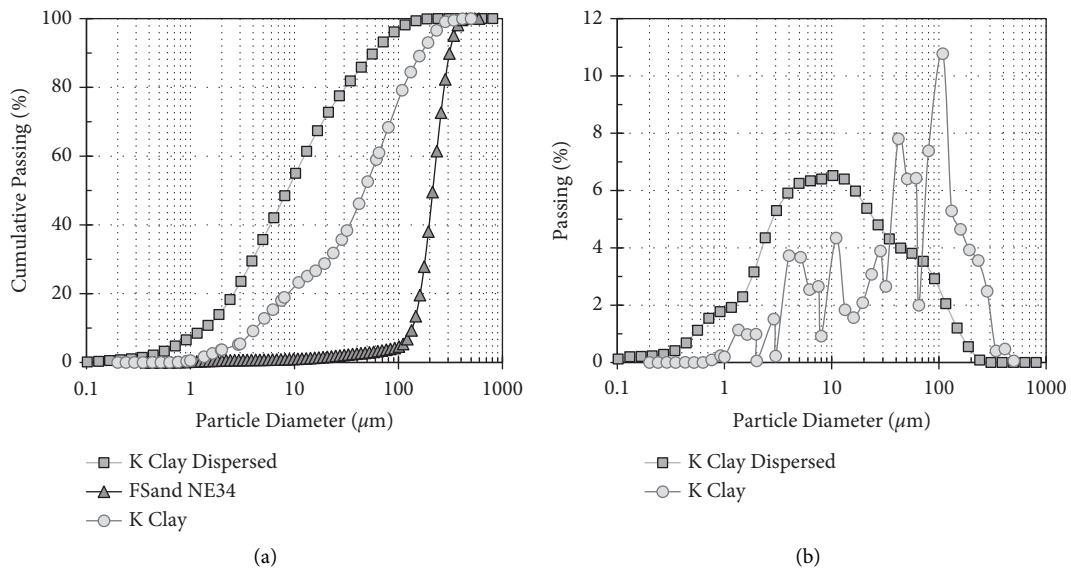 100
80
60
40
20
0
Cumulative Passing (%)
0.1 1 10 100 1000
Particle Diameter (μm)
K Clay Dispersed
FSand NE34
K Clay
(a)
12
10
8
6
4
2
0
Passing (%)
0.1 1 10 100 1000
Particle Diameter (μm)
K Clay Dispersed
K Clay
(b)